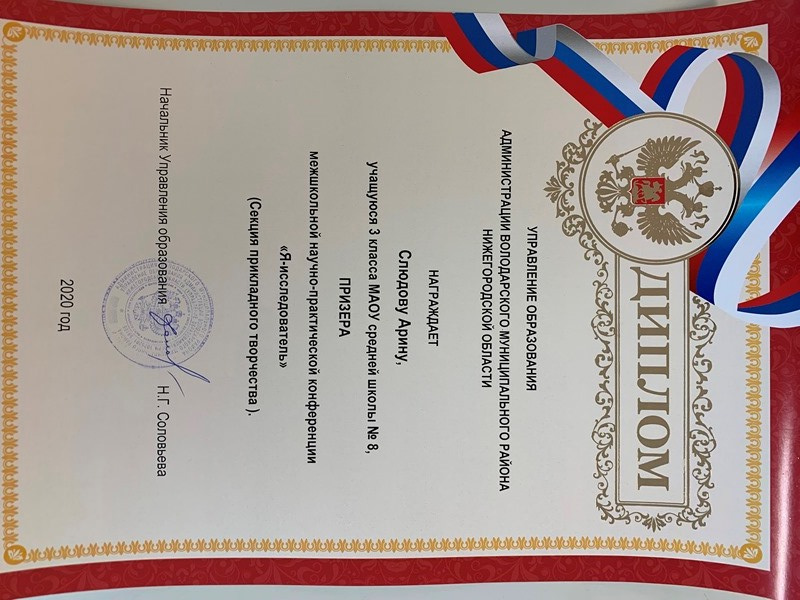 ДИПЛОМ
УПРАВЛЕНИЕ ОБРАЗОВАНИЯ
АДМИНИСТРАЦИИ ВОЛОДАРСКОГО МУНИЦИПАЛЬНОГО РАЙОНА
НИЖЕГОРОДСКОЙ ОБЛАСТИ
НАГРАЖДАЕТ
Слюдову Арину,
учащуюся 3 класса МАОУ средней школы № 8,
ПРИЗЕРА
межшкольной научно-практической конференции
«Я-исследователь»
(Секция прикладного творчества ).
Начальник Управления образования Н.Г. Соловьева
2020 год